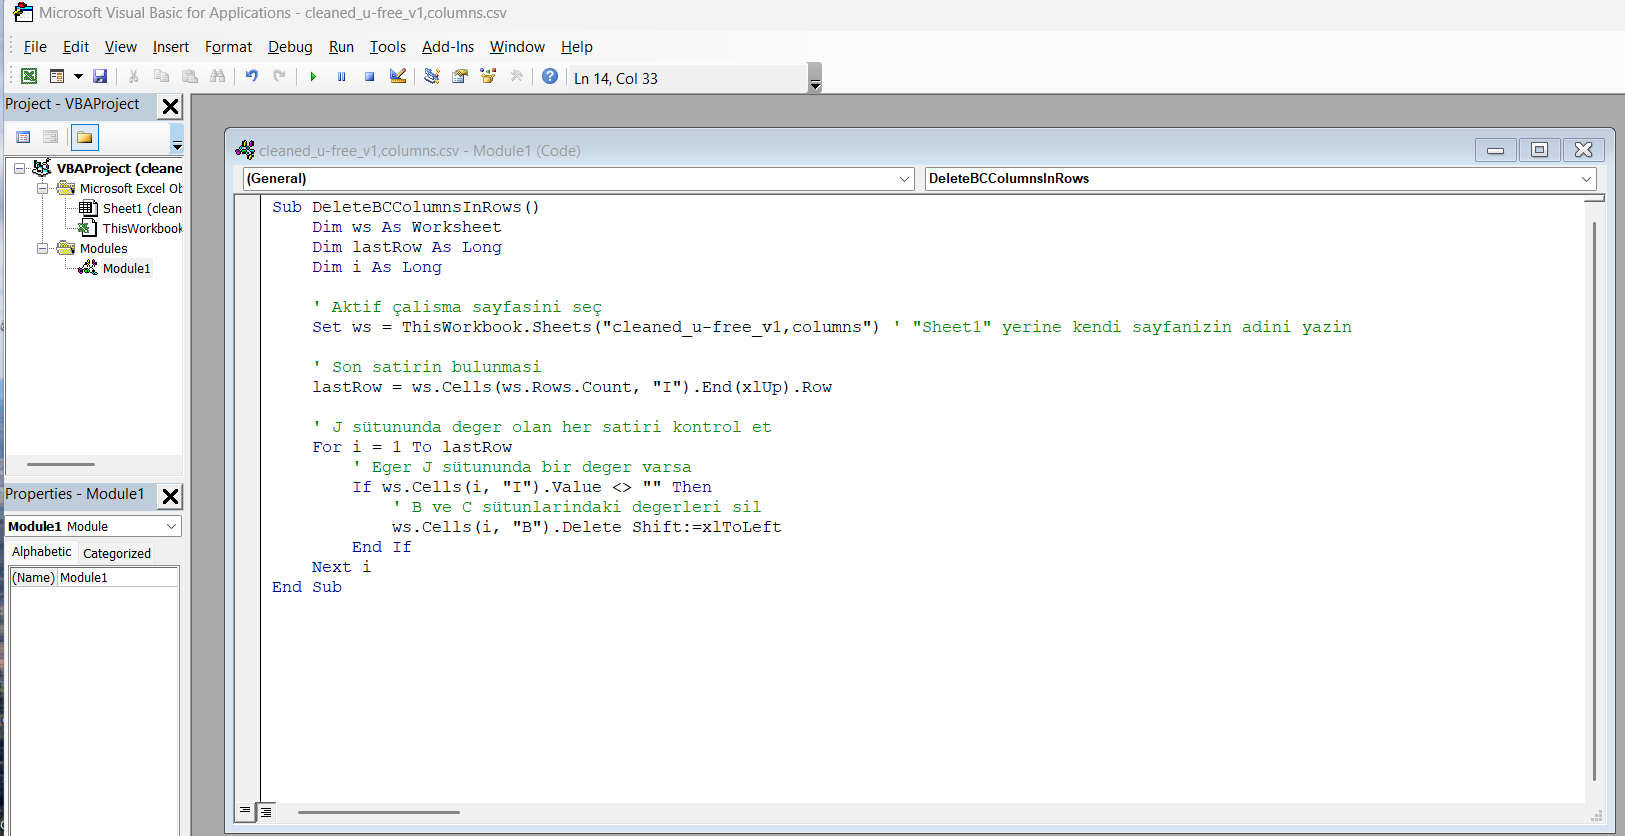 Microsoft Visual Basic for Applications - cleaned_u-free_v1,columns.csv
File Edit View Insert Format Debug Run Tools Add-Ins Window Help
Ln 14, Col 33
Project - VBAProject
VBAProject (cleane
Microsoft Excel Ob
Sheet1 (clean
ThisWorkbook
Modules
Module1
Properties - Module1
Module1 Module
Alphabetic Categorized
(Name) Module1
cleaned_u-free_v1,columns.csv - Module1 (Code)
(General) DeleteBCColumnsInRows
Sub DeleteBCColumnsInRows()
Dim ws As Worksheet
Dim lastRow As Long
Dim i As Long
' Aktif çalisma sayfasini seç
Set ws = ThisWorkbook.Sheets("cleaned_u-free_v1,columns") ' "Sheet1" yerine kendi sayfanizin adini yazin
' Son satirin bulunmasi
lastRow = ws.Cells(ws.Rows.Count, "I").End(xlUp).Row
' J sütununda deger olan her satiri kontrol et
For i = 1 To lastRow
' Eger J sütununda bir deger varsa
If ws.Cells(i, "I").Value <> "" Then
' B ve C sütunlarindaki degerleri sil
ws.Cells(i, "B").Delete Shift:=xlToLeft
End If
Next i
End Sub